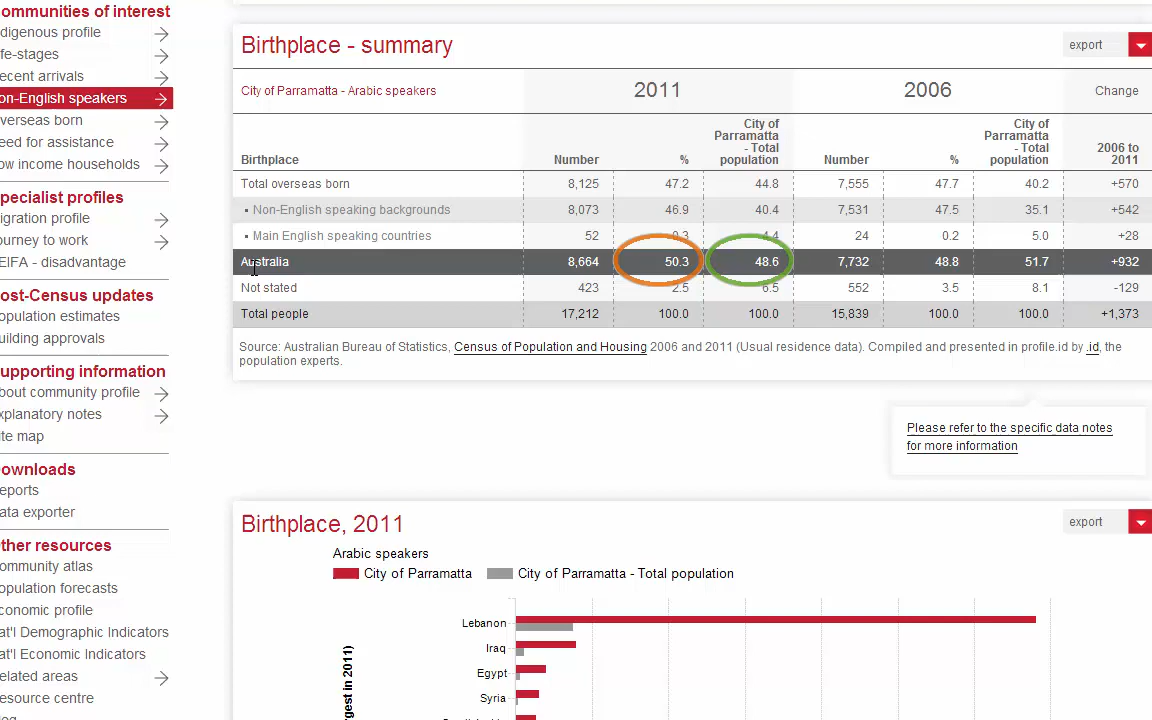 ommunities of interest
digenous profile
fe-stages
ecent arrivals
on-English speakers
verseas born
eed for assistance
ow income households
pecialist profiles
igration profile
ourney to work
EIFA - disadvantage
ost-Census updates
opulation estimates
uilding approvals
upporting information
bout community profile
xplanatory notes
ite map
ownloads
eports
ata exporter
ther resources
ommunity atlas
opulation forecasts
conomic profile
at'l Demographic Indicators
at'l Economic Indicators
elated areas
esource centre
Birthplace - summary
export
City of Parramatta - Arabic speakers 2011 2006 Change
Birthplace Number % City of Parramatta - Total population Number % City of Parramatta - Total population 2006 to 2011
Total overseas born 8,125 47.2 44.8 7,555 47.7 40.2 +570
▪ Non-English speaking backgrounds 8,073 46.9 40.4 7,531 47.5 35.1 +542
▪ Main English speaking countries 52 0.3 4.4 24 0.2 5.0 +28
Australia 8,664 50.3 48.6 7,732 48.8 51.7 +932
Not stated 423 2.5 6.5 552 3.5 8.1 -129
Total people 17,212 100.0 100.0 15,839 100.0 100.0 +1,373
Source: Australian Bureau of Statistics, Census of Population and Housing 2006 and 2011 (Usual residence data). Compiled and presented in profile.id by .id, the
population experts.
Please refer to the specific data notes
for more information
Birthplace, 2011
export
Arabic speakers
City of Parramatta City of Parramatta - Total population
Lebanon
Iraq
Egypt
Syria
rgest in 2011)